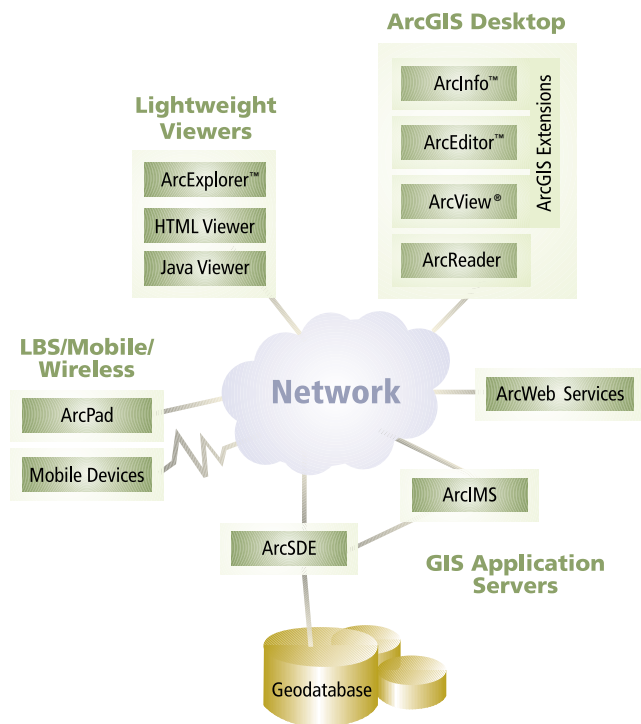 ArcGIS Desktop
ArcInfo™
ArcEditor™
ArcView®
ArcReader
ArcGIS Extensions
Lightweight
Viewers
ArcExplorer™
HTML Viewer
Java Viewer
LBS/Mobile/
Wireless
ArcPad
Mobile Devices
Network
ArcWeb Services
ArcIMS
ArcSDE
GIS Application
Servers
Geodatabase